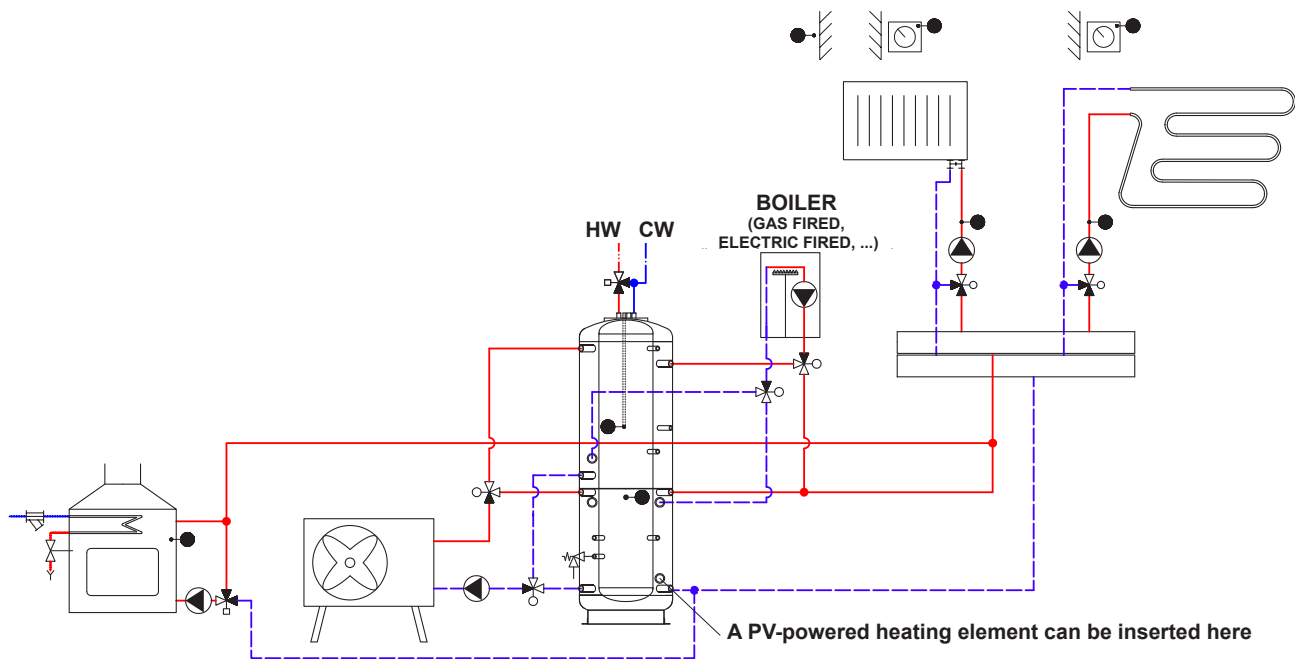 BOILER
(GAS FIRED,
ELECTRIC FIRED, ...)
HW CW
A PV-powered heating element can be inserted here